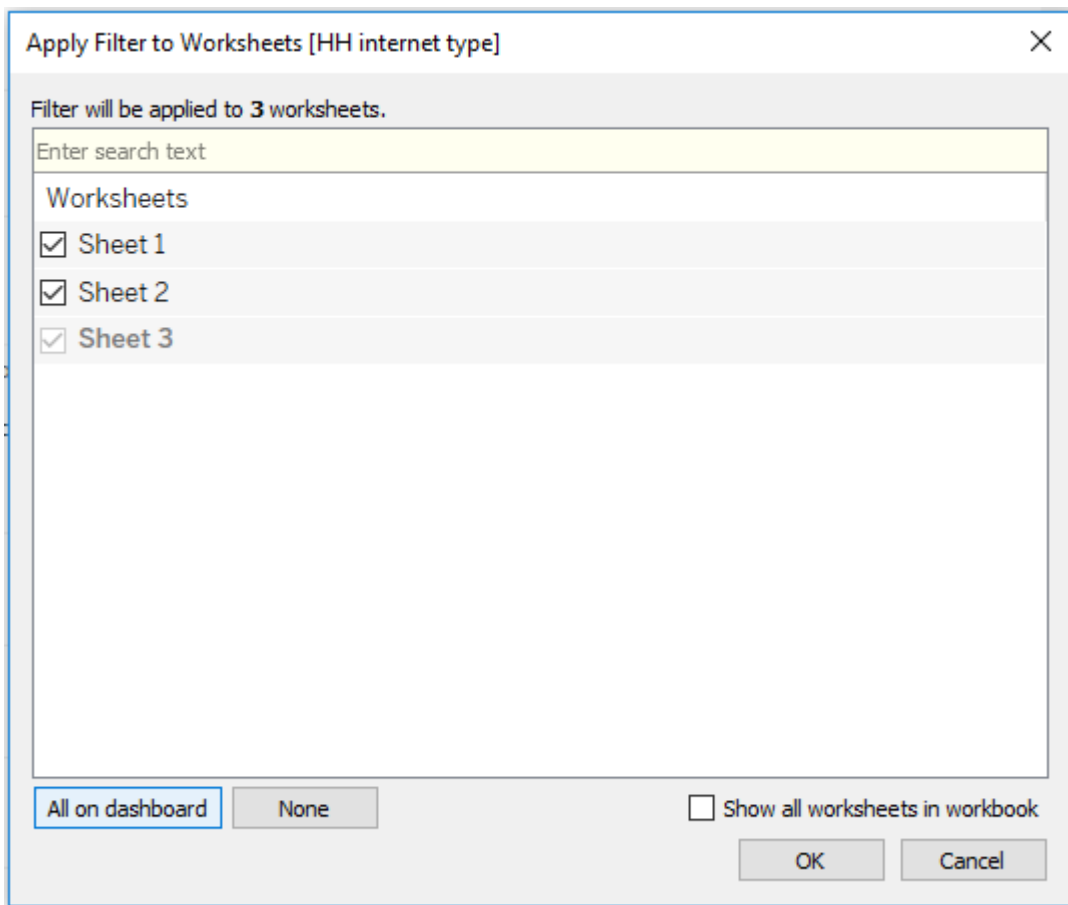 Apply Filter to Worksheets [HH internet type]
Filter will be applied to 3 worksheets.
Enter search text
Worksheets
Sheet 1
Sheet 2
Sheet 3
All on dashboard
None
Show all worksheets in workbook
OK
Cancel